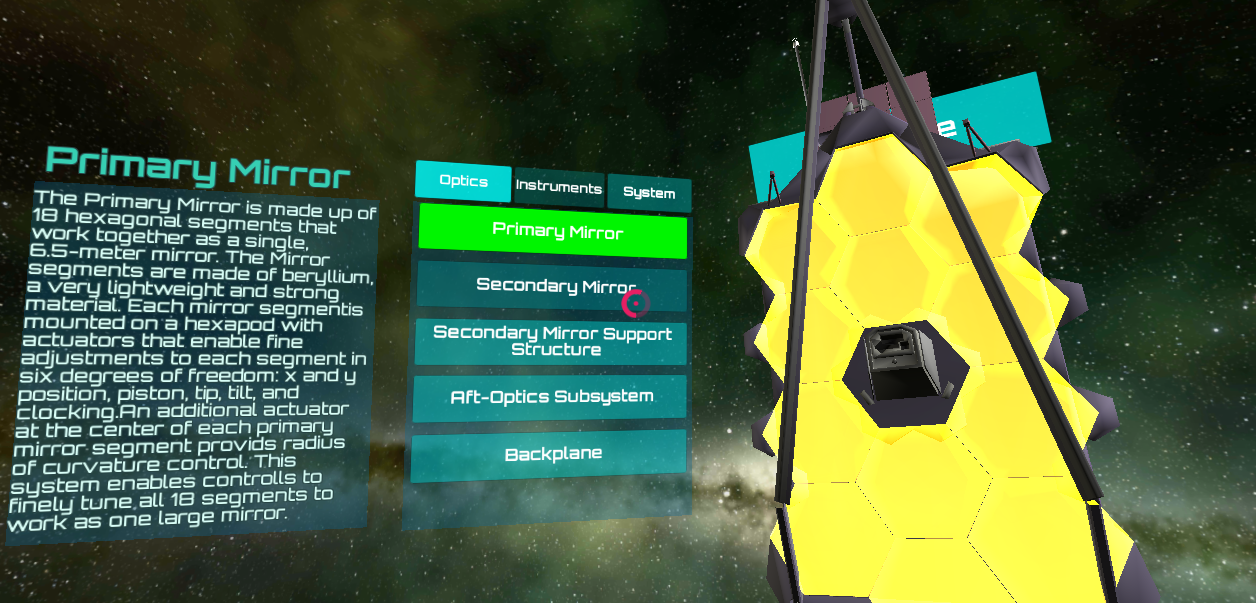 Primary Mirror
The Primary Mirror is made up of
18 hexagonal segments that
work together as a single,
6.5-meter mirror. The Mirror
segments are made of beryllium,
a very lightweight and strong
material. Each mirror segmentis
mounted on a hexapod with
actuators that enable fine
adjustments to each segment in
six degrees of freedom: x and y
position, piston, tip, tilt, and
clocking.An additional actuator
at the center of each primary
mirror segment provids radius
of curvature control. This
system enables controlls to
finely tune all 18 segments to
work as one large mirror.
Optics
Instruments
System
Primary Mirror
Secondary Mirror
Secondary Mirror Support
Structure
Aft-Optics Subsystem
Backplane